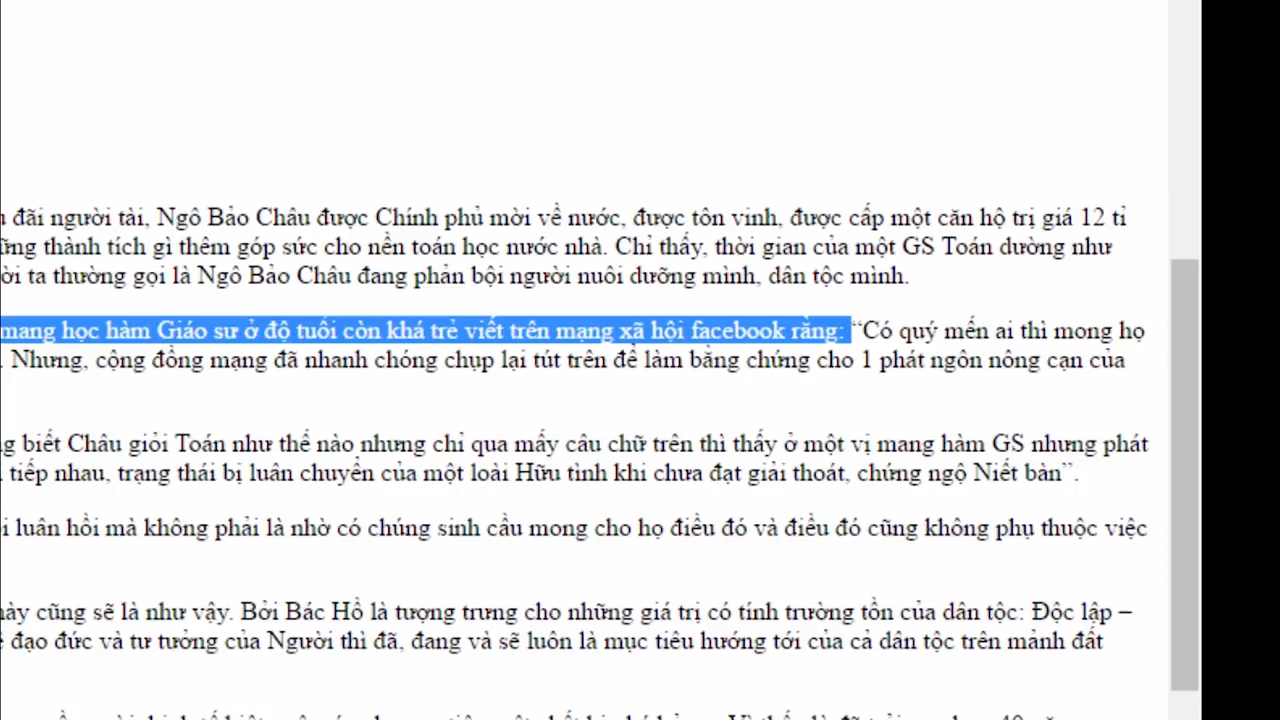 đãi người tài, Ngô Bảo Châu được Chính phủ mời về nước, được tôn vinh, được cấp một căn hộ trị giá 12 tỉ
thành tích gì thêm góp sức cho nền toán học nước nhà. Chỉ thấy, thời gian của một GS Toán dường như
ta thường gọi là Ngô Bảo Châu đang phản bội người nuôi dưỡng mình, dân tộc mình.
mang học hàm Giáo sư ở độ tuổi còn khá trẻ viết trên mạng xã hội facebook rằng: “Có quý mến ai thì mong họ
. Nhưng, cộng đồng mạng đã nhanh chóng chụp lại tút trên để làm bằng chứng cho 1 phát ngôn nông cạn của
biết Châu giỏi Toán như thế nào nhưng chỉ qua mấy câu chữ trên thì thấy ở một vị mang hàm GS nhưng phát
tiếp nhau, trạng thái bị luân chuyển của một loài Hữu tình khi chưa đạt giải thoát, chứng ngộ Niết bàn”.
luân hồi mà không phải là nhờ có chúng sinh cầu mong cho họ điều đó và điều đó cũng không phụ thuộc việc
này cũng sẽ là như vậy. Bởi Bác Hồ là tượng trưng cho những giá trị có tính trường tồn của dân tộc: Độc lập –
đạo đức và tư tưởng của Người thì đã, đang và sẽ luôn là mục tiêu hướng tới của cả dân tộc trên mảnh đất